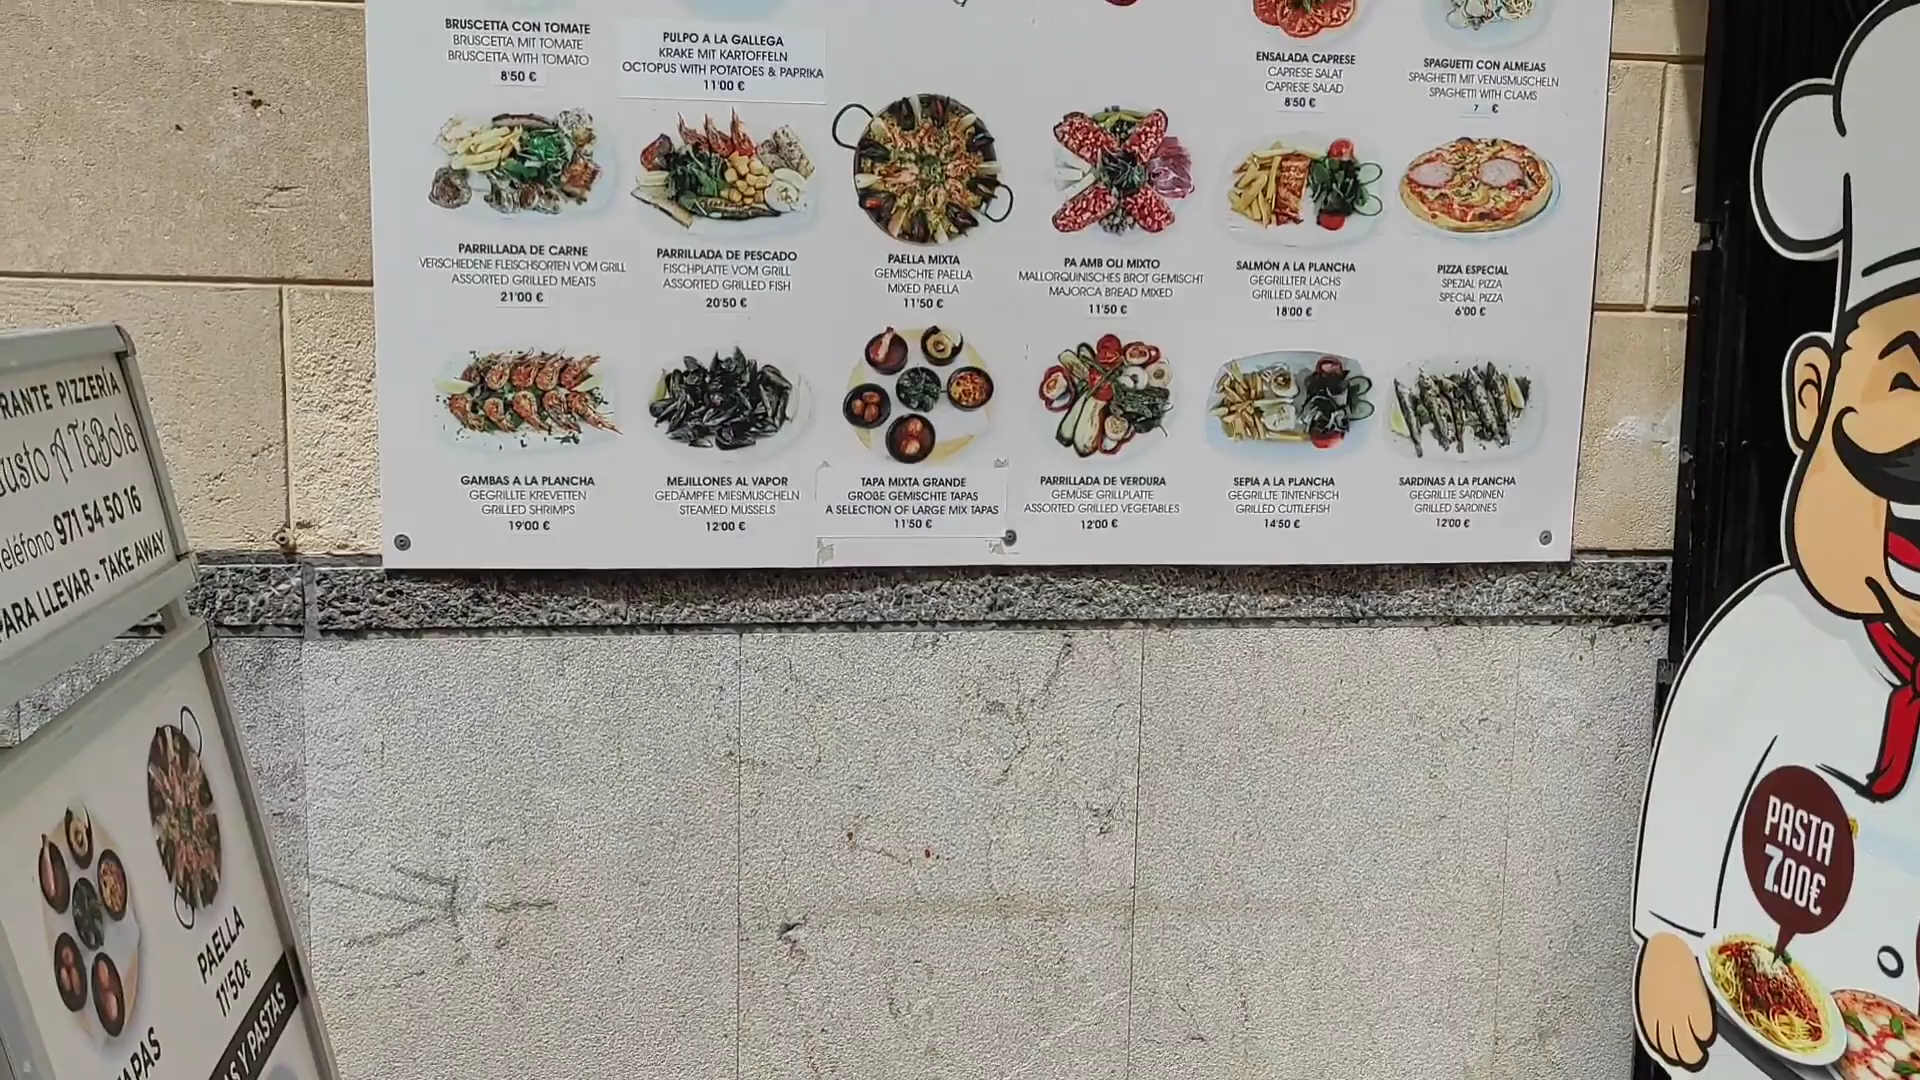 BRUSCETTA CON TOMATE
BRUSCETTA MIT TOMATE
BRUSCETTA WITH TOMATO
8'50 €
PULPO A LA GALLEGA
KRAKE MIT KARTOFFELN
OCTOPUS WITH POTATOES & PAPRIKA
11'00 €
ENSALADA CAPRESE
CAPRESE SALAT
CAPRESE SALAD
8'50 €
SPAGUETTI CON ALMEJAS
SPAGHETTI MIT VENUSMUSCHELN
SPAGHETTI WITH CLAMS
7 €
PARRILLADA DE CARNE
VERSCHIEDENE FLEISCHSORTEN VOM GRILL
ASSORTED GRILLED MEATS
21'00 €
PARRILLADA DE PESCADO
FISCHPLATTE VOM GRILL
ASSORTED GRILLED FISH
20'50 €
PAELLA MIXTA
GEMISCHTE PAELLA
MIXED PAELLA
11'50 €
PA AMB OLI MIXTO
MALLORQUINISCHES BROT GEMISCHT
MAJORCA BREAD MIXED
11'50 €
SALMÓN A LA PLANCHA
GEGRILLTER LACHS
GRILLED SALMON
18'00 €
PIZZA ESPECIAL
SPEZIAL PIZZA
SPECIAL PIZZA
6'00 €
GAMBAS A LA PLANCHA
GEGRILLTE KREVETTEN
GRILLED SHRIMPS
19'00 €
MEJILLONES AL VAPOR
GEDÄMPFE MIESMUSCHELN
STEAMED MUSSELS
12'00 €
TAPA MIXTA GRANDE
GROßE GEMISCHTE TAPAS
A SELECTION OF LARGE MIX TAPAS
11'50 €
PARRILLADA DE VERDURA
GEMÜSE GRILLPLATTE
ASSORTED GRILLED VEGETABLES
12'00 €
SEPIA A LA PLANCHA
GEGRILLTE TINTENFISCH
GRILLED CUTTLEFISH
14'50 €
SARDINAS A LA PLANCHA
GEGRILLTE SARDINEN
GRILLED SARDINES
12'00 €
RANTE PIZZERÍA
usto A Tàbola
eléfono 971 54 50 16
PARA LLEVAR - TAKE AWAY
PAELLA
11'50€
TAPAS
AS Y PASTAS
PASTA
7.00€